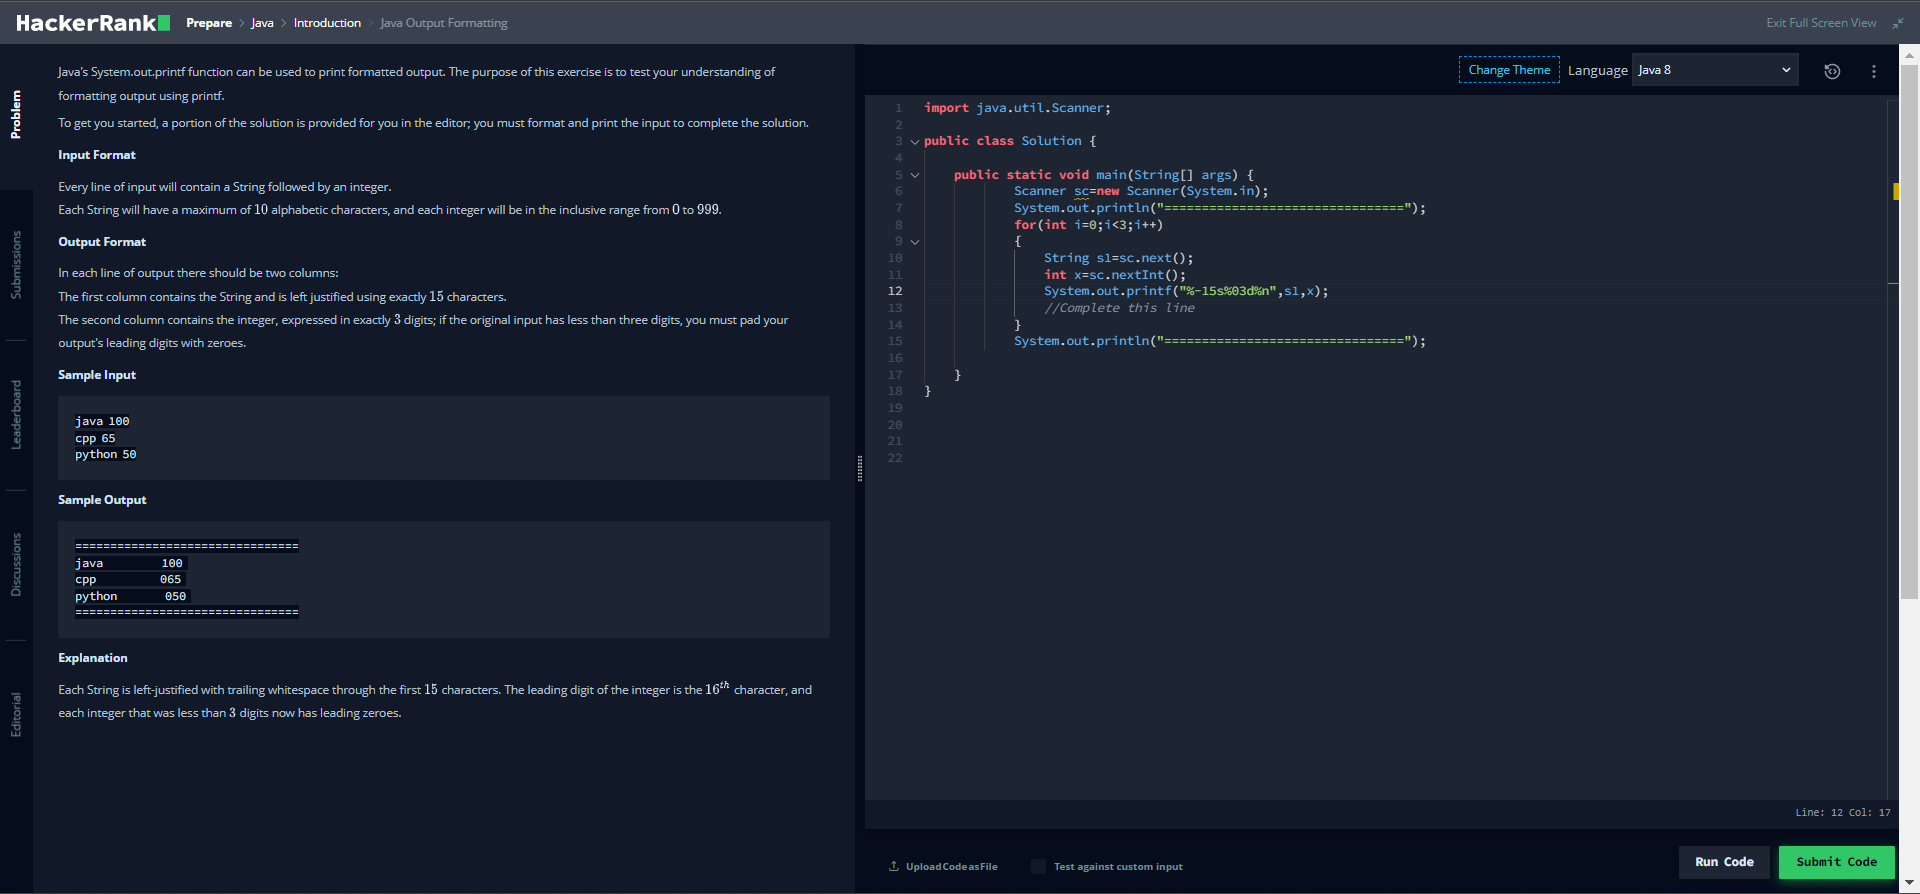 HackerRank
Prepare > Java > Introduction > Java Output Formatting
Exit Full Screen View
Problem
Submissions
Leaderboard
Discussions
Editorial
Java's System.out.printf function can be used to print formatted output. The purpose of this exercise is to test your understanding of
formatting output using printf.
To get you started, a portion of the solution is provided for you in the editor; you must format and print the input to complete the solution.
Input Format
Every line of input will contain a String followed by an integer.
Each String will have a maximum of 10 alphabetic characters, and each integer will be in the inclusive range from 0 to 999.
Output Format
In each line of output there should be two columns:
The first column contains the String and is left justified using exactly 15 characters.
The second column contains the integer, expressed in exactly 3 digits; if the original input has less than three digits, you must pad your
output's leading digits with zeroes.
Sample Input
java 100
cpp 65
python 50
Sample Output
================================
java           100
cpp            065
python         050
================================
Explanation
Each String is left-justified with trailing whitespace through the first 15 characters. The leading digit of the integer is the 16th character, and
each integer that was less than 3 digits now has leading zeroes.
Change Theme Language Java 8
1 import java.util.Scanner;
2
3 public class Solution {
4
5     public static void main(String[] args) {
6             Scanner sc=new Scanner(System.in);
7             System.out.println("================================");
8             for(int i=0;i<3;i++)
9             {
10                 String s1=sc.next();
11                 int x=sc.nextInt();
12                 System.out.printf("%-15s%03d%n",s1,x);
13                 //Complete this line
14             }
15             System.out.println("================================");
16
17     }
18 }
19
20
21
22
Line: 12 Col: 17
Upload Code as File
Test against custom input
Run Code
Submit Code